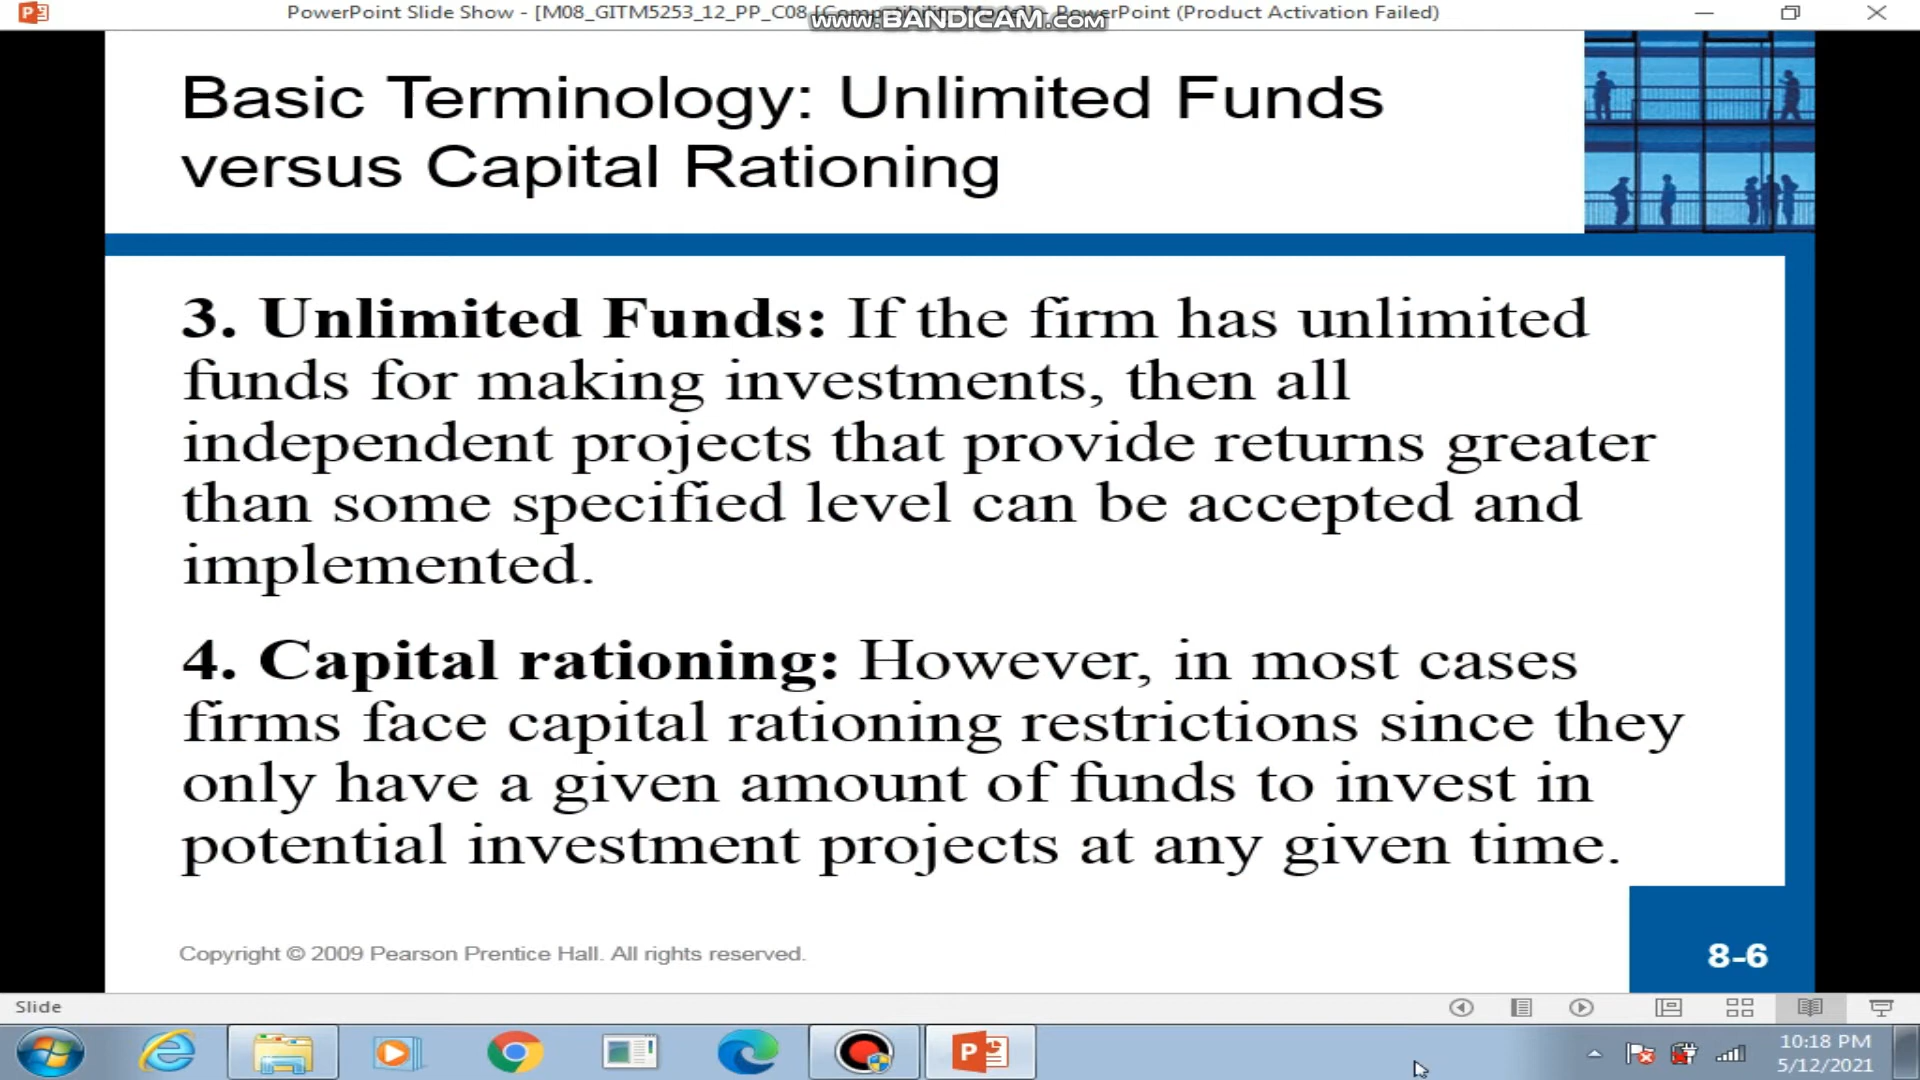 PowerPoint Slide Show - [M08_GITM5253_12_PP_C08 [Compatibility Mode]] - PowerPoint (Product Activation Failed)
www.BANDICAM.com
Basic Terminology: Unlimited Funds
versus Capital Rationing
3. Unlimited Funds: If the firm has unlimited
funds for making investments, then all
independent projects that provide returns greater
than some specified level can be accepted and
implemented.
4. Capital rationing: However, in most cases
firms face capital rationing restrictions since they
only have a given amount of funds to invest in
potential investment projects at any given time.
Copyright © 2009 Pearson Prentice Hall. All rights reserved.
8-6
Slide
10:18 PM
5/12/2021